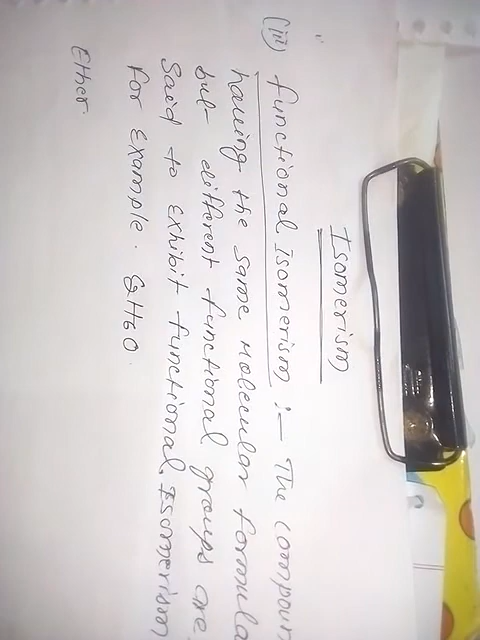 Isomerism
(iii) functional Isomerism :- The compoun
having the same Molecular formula
but different functional groups are.
Said to Exhibit functional Isomerism
for Example. C2H6O.
Ether.